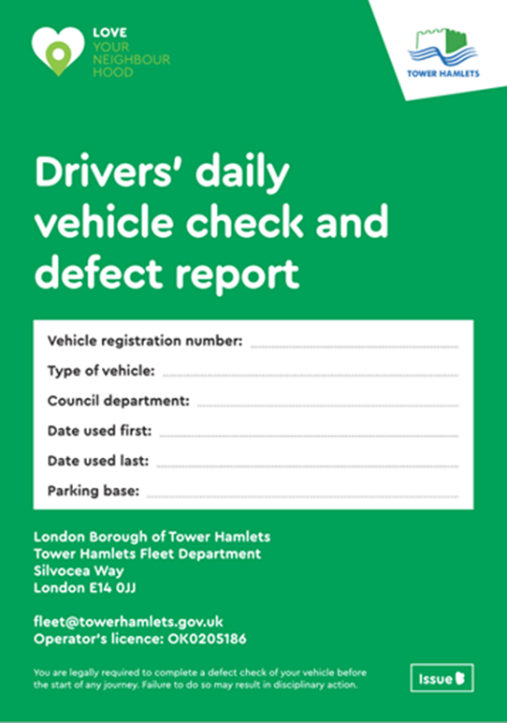 LOVE
YOUR
NEIGHBOUR
HOOD
TOWER HAMLETS
Drivers' daily
vehicle check and
defect report
Vehicle registration number:
Type of vehicle:
Council department:
Date used first:
Date used last:
Parking base:
London Borough of Tower Hamlets
Tower Hamlets Fleet Department
Silvocea Way
London E14 0JJ
fleet@towerhamlets.gov.uk
Operator's licence: OK0205186
You are legally required to complete a defect check of your vehicle before
the start of any journey. Failure to do so may result in disciplinary action.
Issue